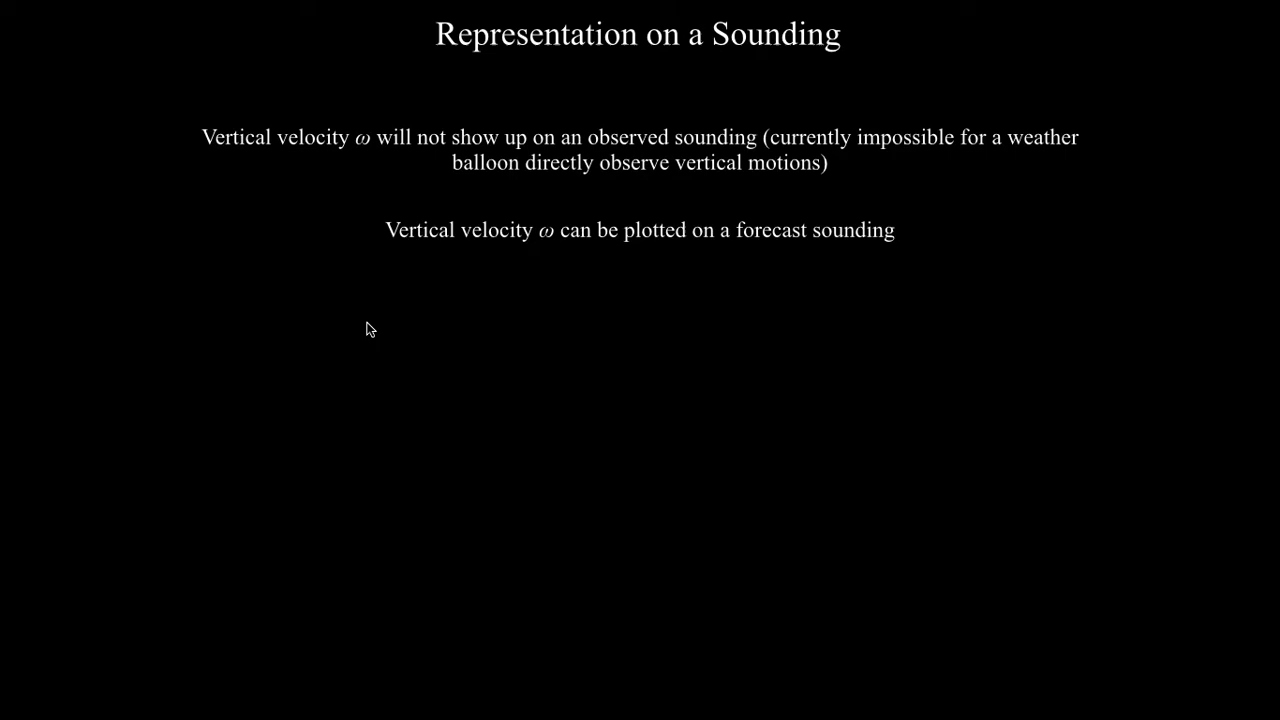 Representation on a Sounding
Vertical velocity ω will not show up on an observed sounding (currently impossible for a weather
balloon directly observe vertical motions)
Vertical velocity ω can be plotted on a forecast sounding